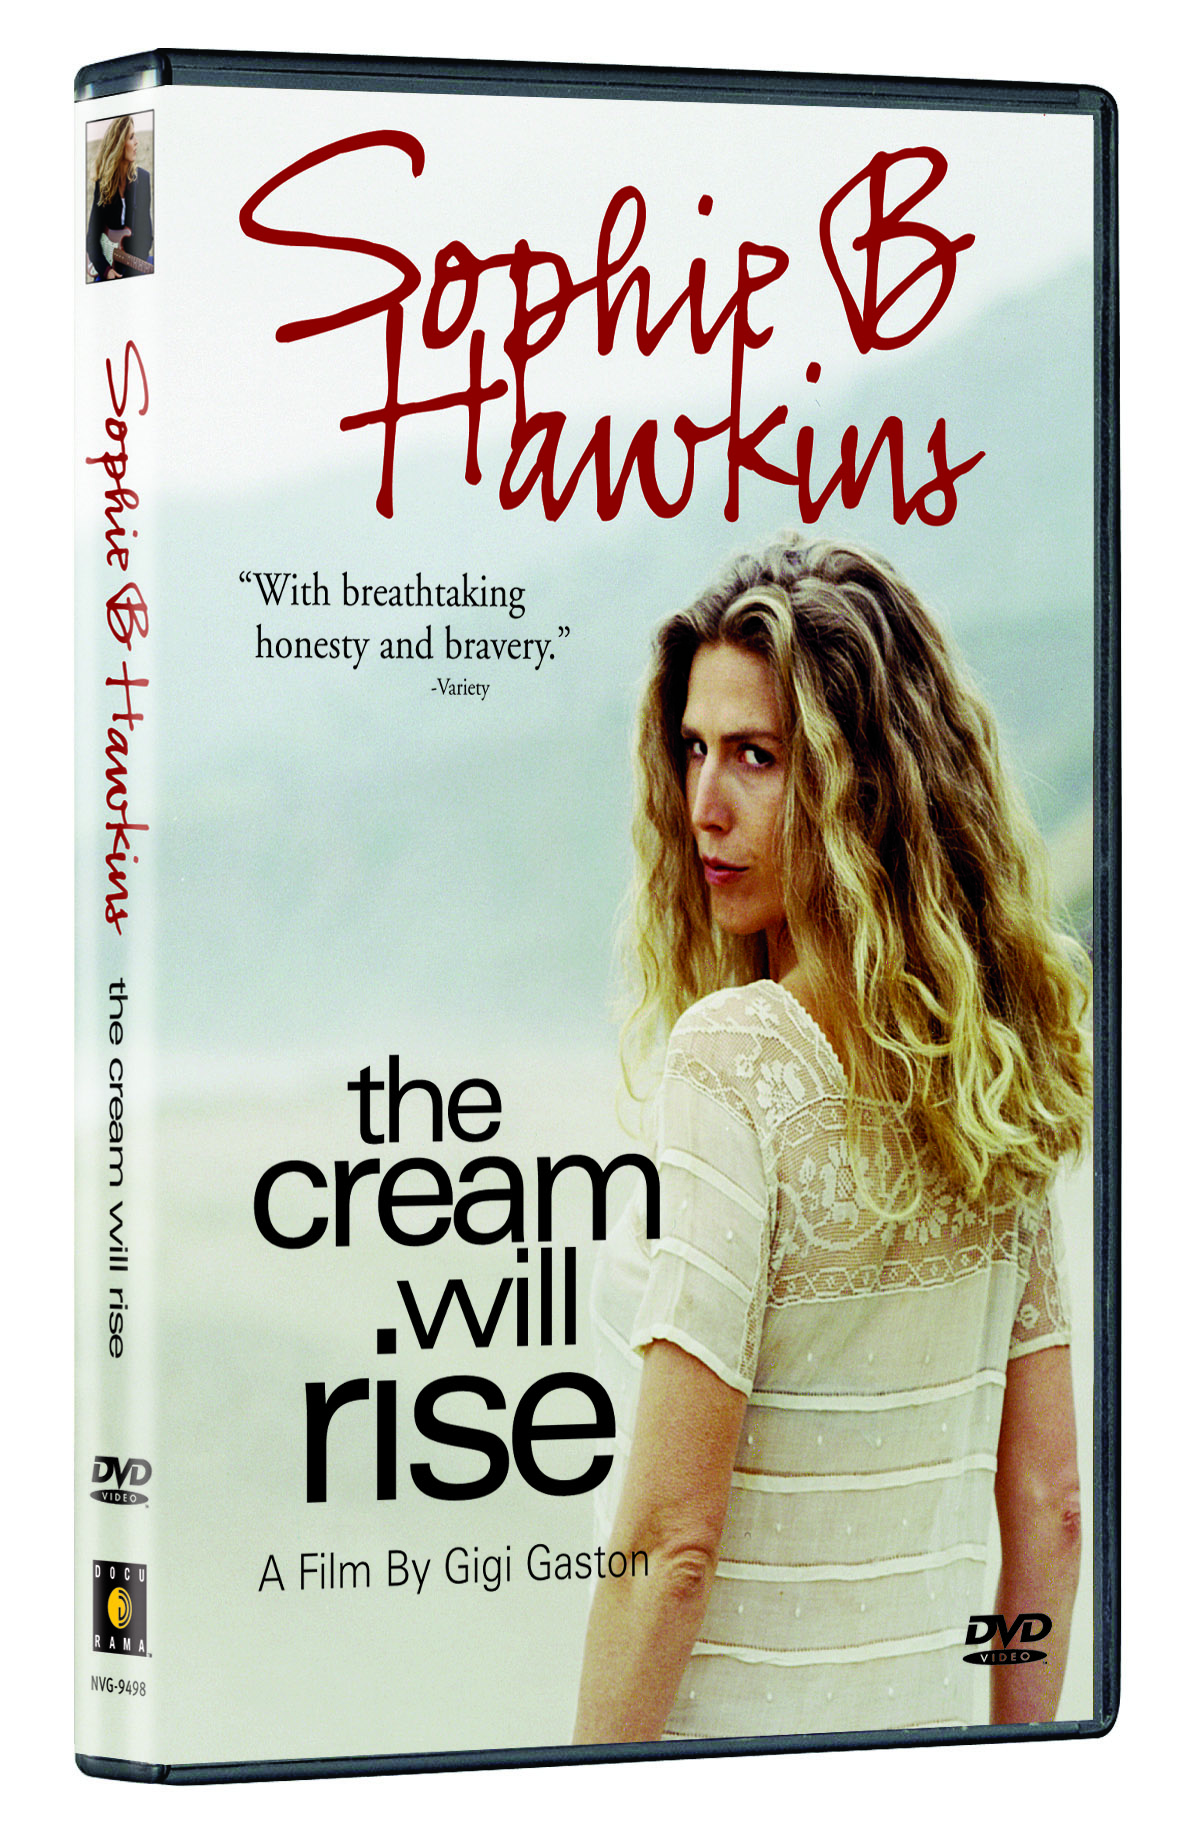 Sophie B
Hawkins
“With breathtaking
honesty and bravery.”
-Variety
the
cream
will
rise
A Film By Gigi Gaston
DVD
VIDEO
Sophie B Hawkins the cream will rise
DVD
VIDEO
DOCU
RAMA
NVG-9498